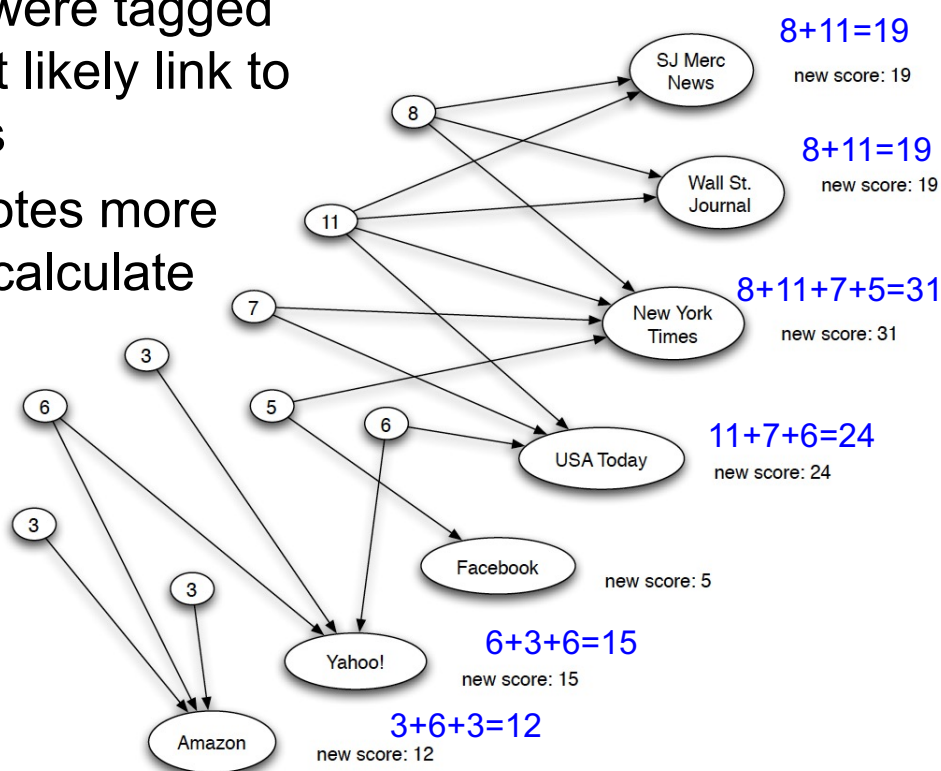 were tagged
t likely link to
s
otes more
calculate
8+11=19
SJ Merc
News
new score: 19
8
8+11=19
Wall St.
Journal
new score: 19
11
8+11+7+5=31
New York
Times
new score: 31
7
3
6
5
6
11+7+6=24
USA Today
new score: 24
3
Facebook
new score: 5
3
6+3+6=15
Yahoo!
new score: 15
3+6+3=12
Amazon
new score: 12